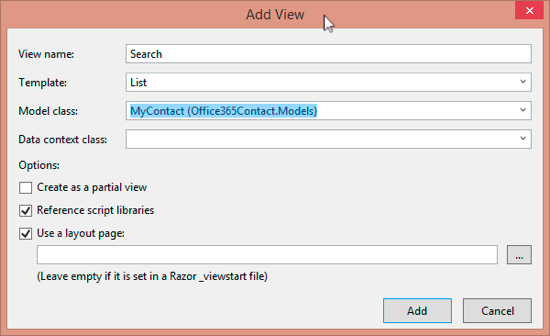 Add View
View name: Search
Template: List
Model class: MyContact (Office365Contact.Models)
Data context class:
Options:
Create as a partial view
Reference script libraries
Use a layout page:
...
(Leave empty if it is set in a Razor _viewstart file)
Add Cancel